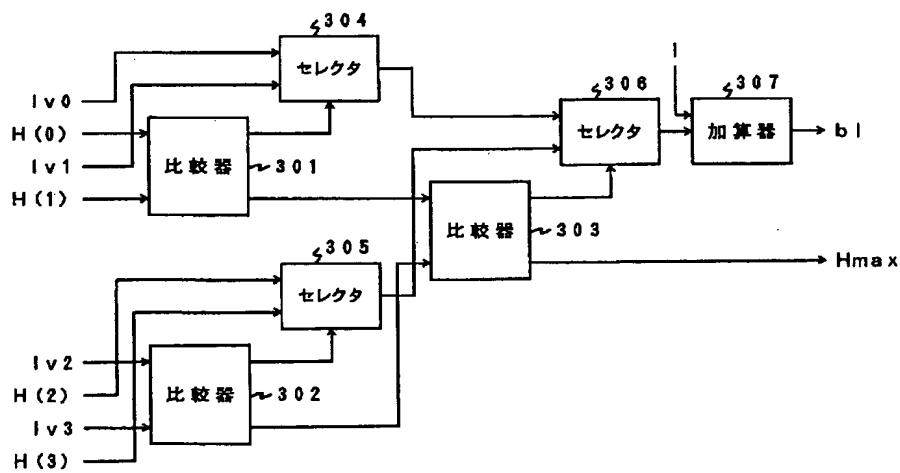 304
セレクタ
Iv0
H(0)
Iv1
H(1)
比較器
301
305
セレクタ
Iv2
H(2)
Iv3
H(3)
比較器
302
比較器
303
306
セレクタ
I
307
加算器
bI
Hmax